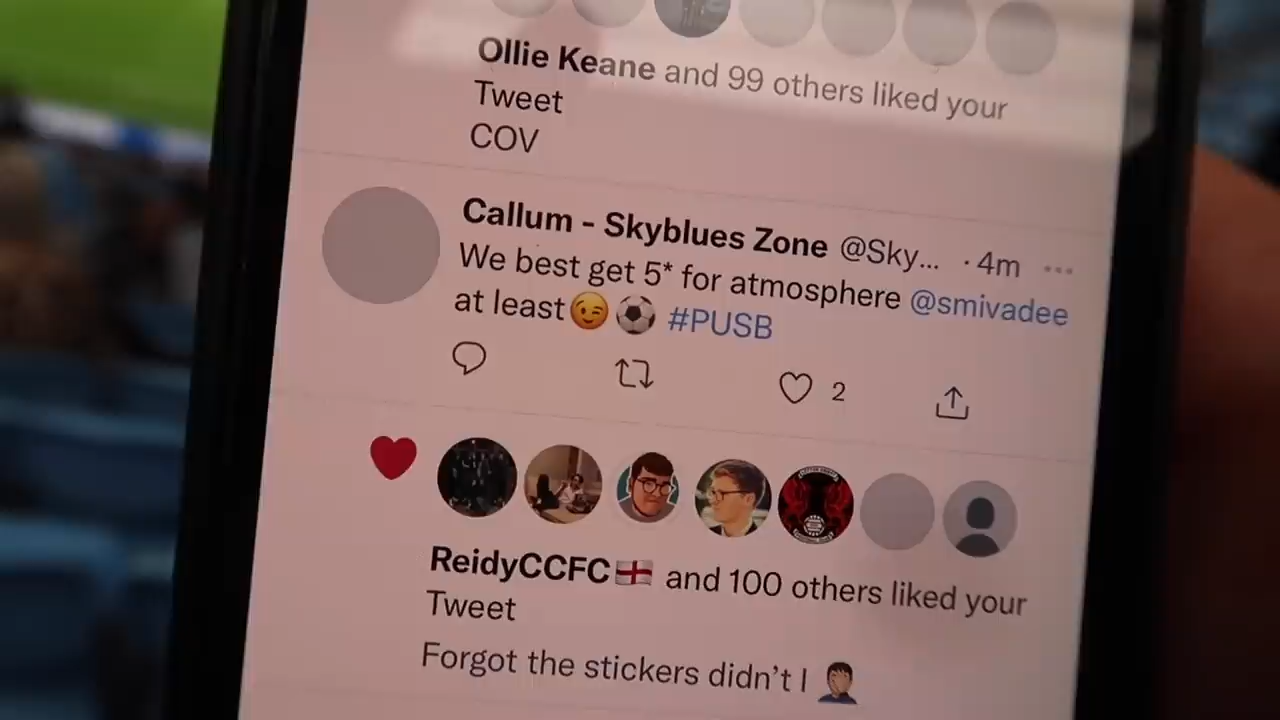 Ollie Keane and 99 others liked your
Tweet
COV
Callum - Skyblues Zone @Sky... · 4m
We best get 5* for atmosphere @smivadee
at least😉⚽ #PUSB
2
ReidyCCFC🏴󠁧󠁢󠁥󠁮󠁧󠁿 and 100 others liked your
Tweet
Forgot the stickers didn't I 🤦🏽‍♂️